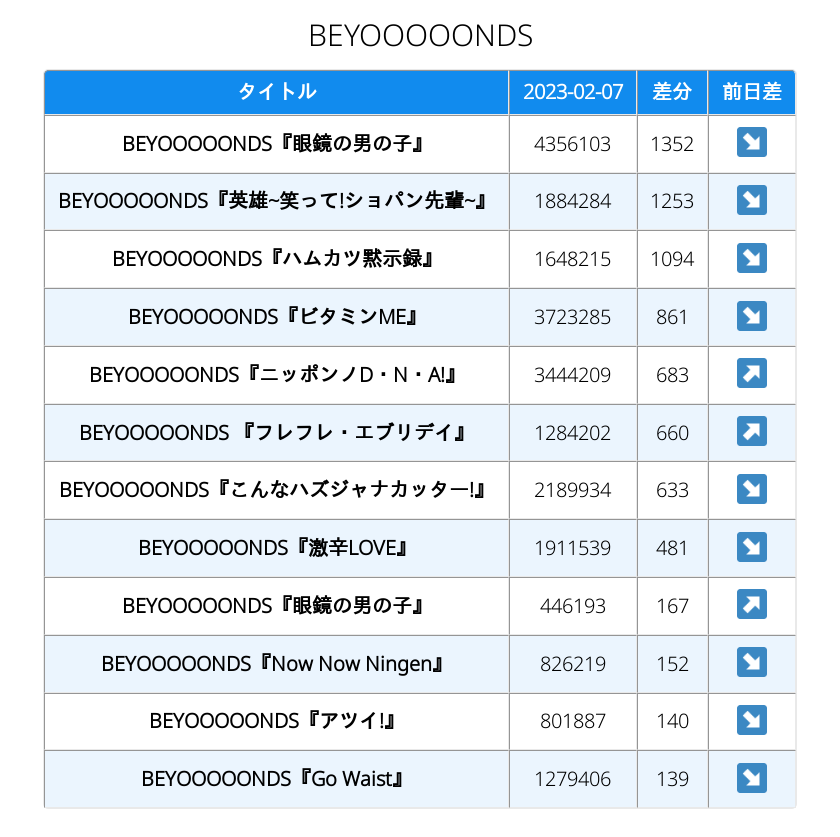 BEYOOOOONDS
タイトル 2023-02-07 差分 前日差
BEYOOOOONDS『眼鏡の男の子』 4356103 1352 ↘
BEYOOOOONDS『英雄~笑って!ショパン先輩~』 1884284 1253 ↘
BEYOOOOONDS『ハムカツ黙示録』 1648215 1094 ↘
BEYOOOOONDS『ビタミンME』 3723285 861 ↘
BEYOOOOONDS『ニッポンノD・N・A!』 3444209 683 ↗
BEYOOOOONDS 『フレフレ・エブリデイ』 1284202 660 ↗
BEYOOOOONDS『こんなハズジャナカッター!』 2189934 633 ↘
BEYOOOOONDS『激辛LOVE』 1911539 481 ↘
BEYOOOOONDS『眼鏡の男の子』 446193 167 ↗
BEYOOOOONDS『Now Now Ningen』 826219 152 ↘
BEYOOOOONDS『アツイ!』 801887 140 ↘
BEYOOOOONDS『Go Waist』 1279406 139 ↘